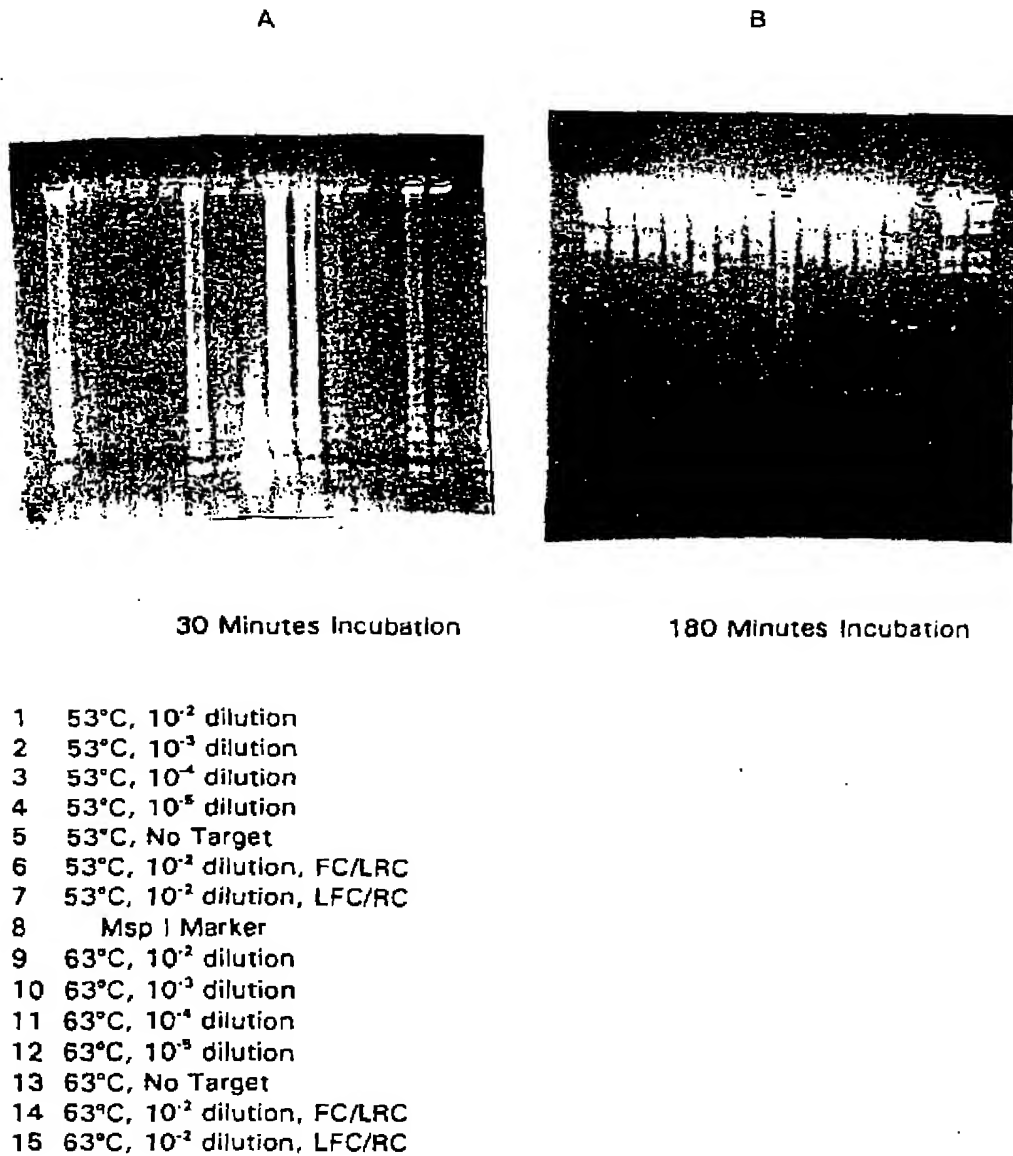 A
B
30 Minutes Incubation
180 Minutes Incubation
1 53°C, 10⁻² dilution
2 53°C, 10⁻³ dilution
3 53°C, 10⁻⁴ dilution
4 53°C, 10⁻⁵ dilution
5 53°C, No Target
6 53°C, 10⁻² dilution, FC/LRC
7 53°C, 10⁻² dilution, LFC/RC
8 Msp I Marker
9 63°C, 10⁻² dilution
10 63°C, 10⁻³ dilution
11 63°C, 10⁻⁴ dilution
12 63°C, 10⁻⁵ dilution
13 63°C, No Target
14 63°C, 10⁻² dilution, FC/LRC
15 63°C, 10⁻² dilution, LFC/RC